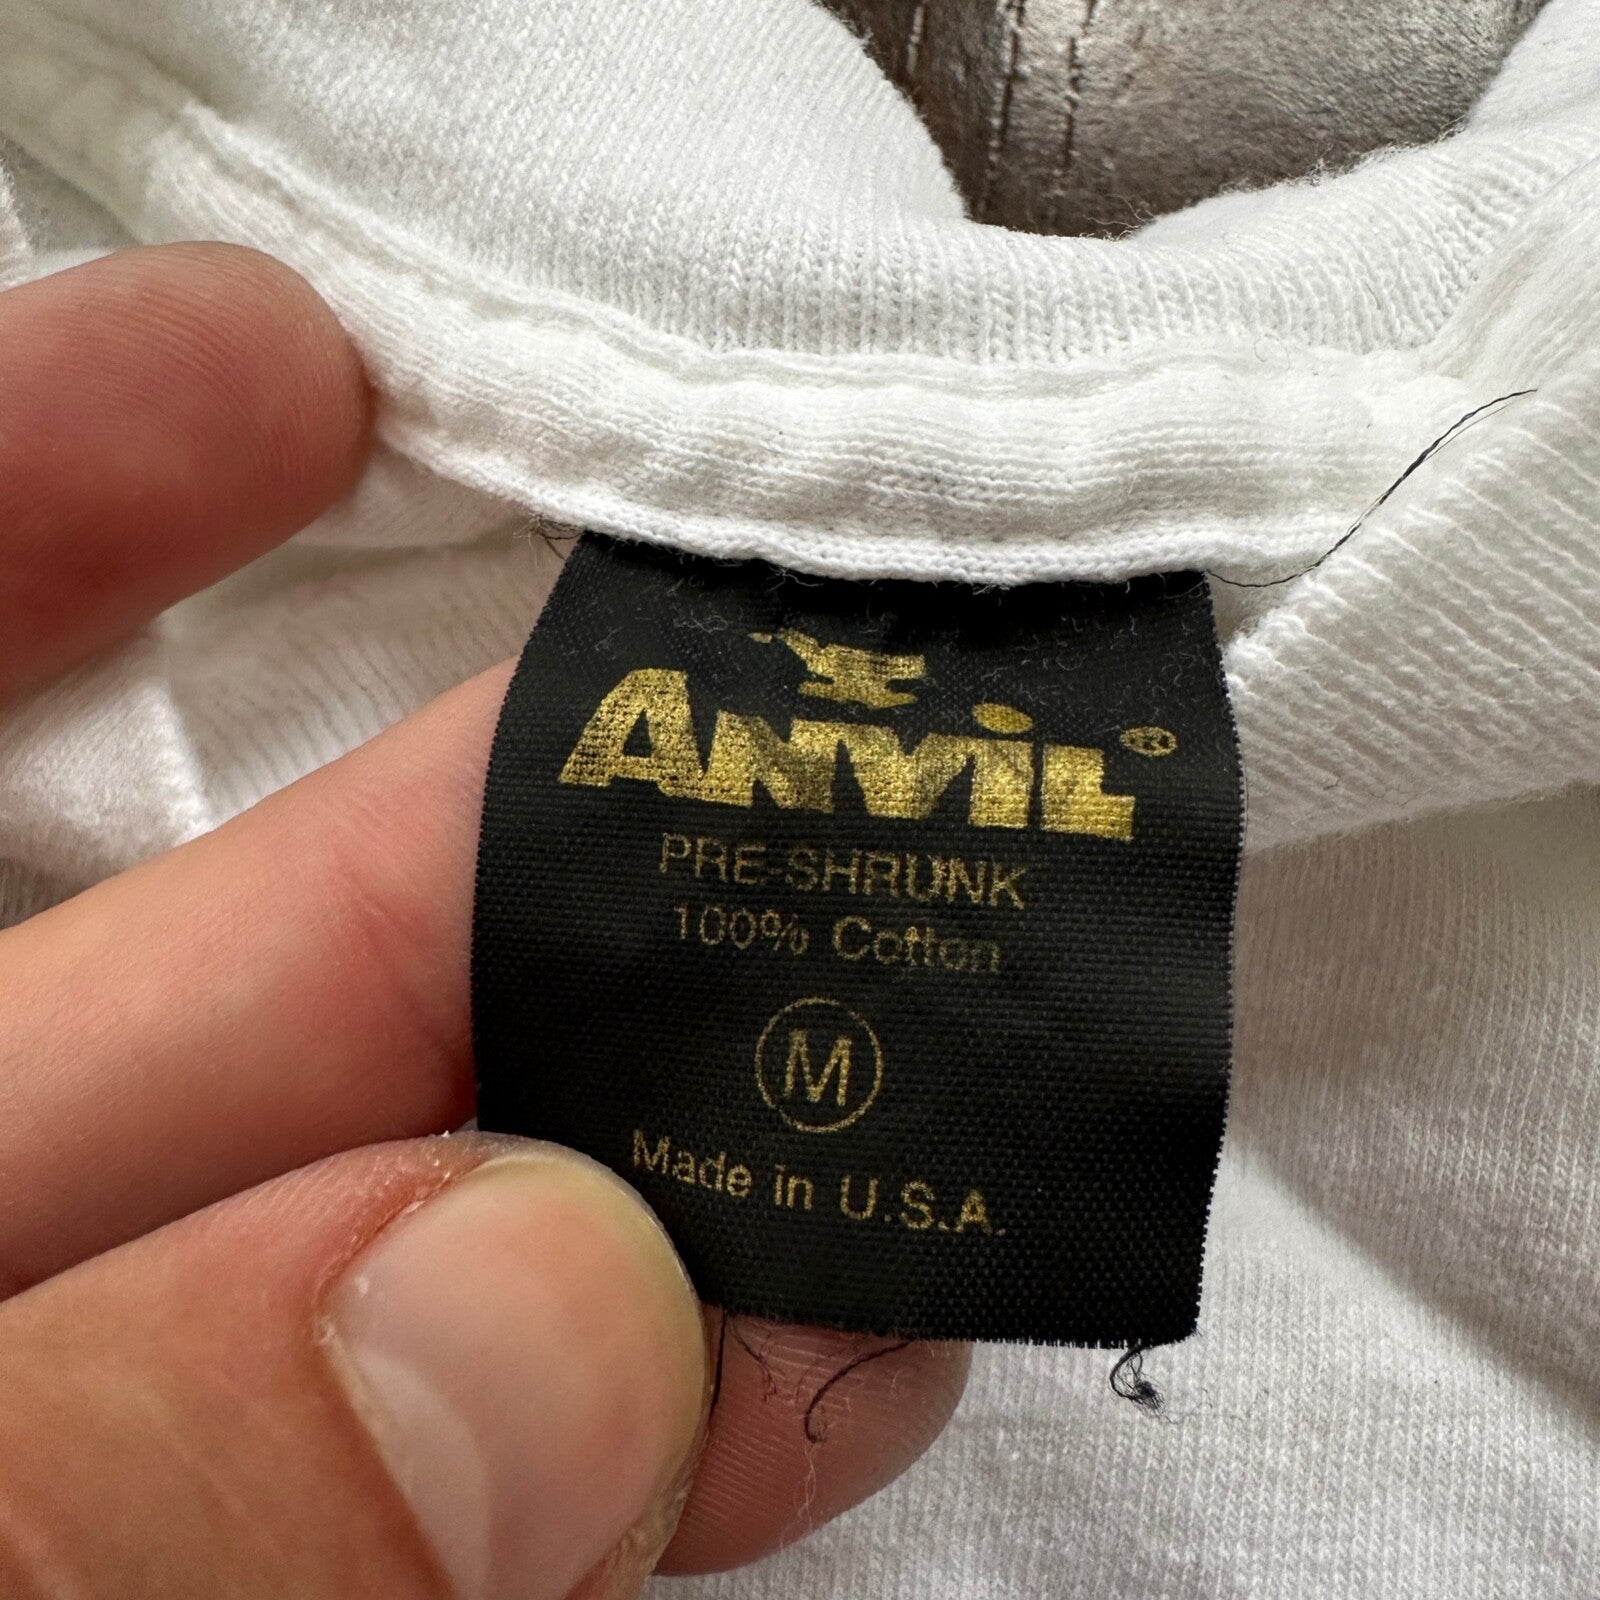 ANViL®
PRE-SHRUNK
100% Cotton
M
Made in U.S.A.